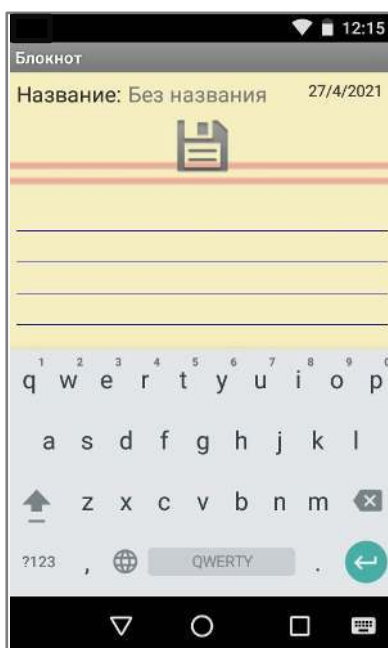 12:15
Блокнот
Название: Без названия 27/4/2021
1 2 3 4 5 6 7 8 9 0
q w e r t y u i o p
a s d f g h j k l
z x c v b n m
?123 , QWERTY .